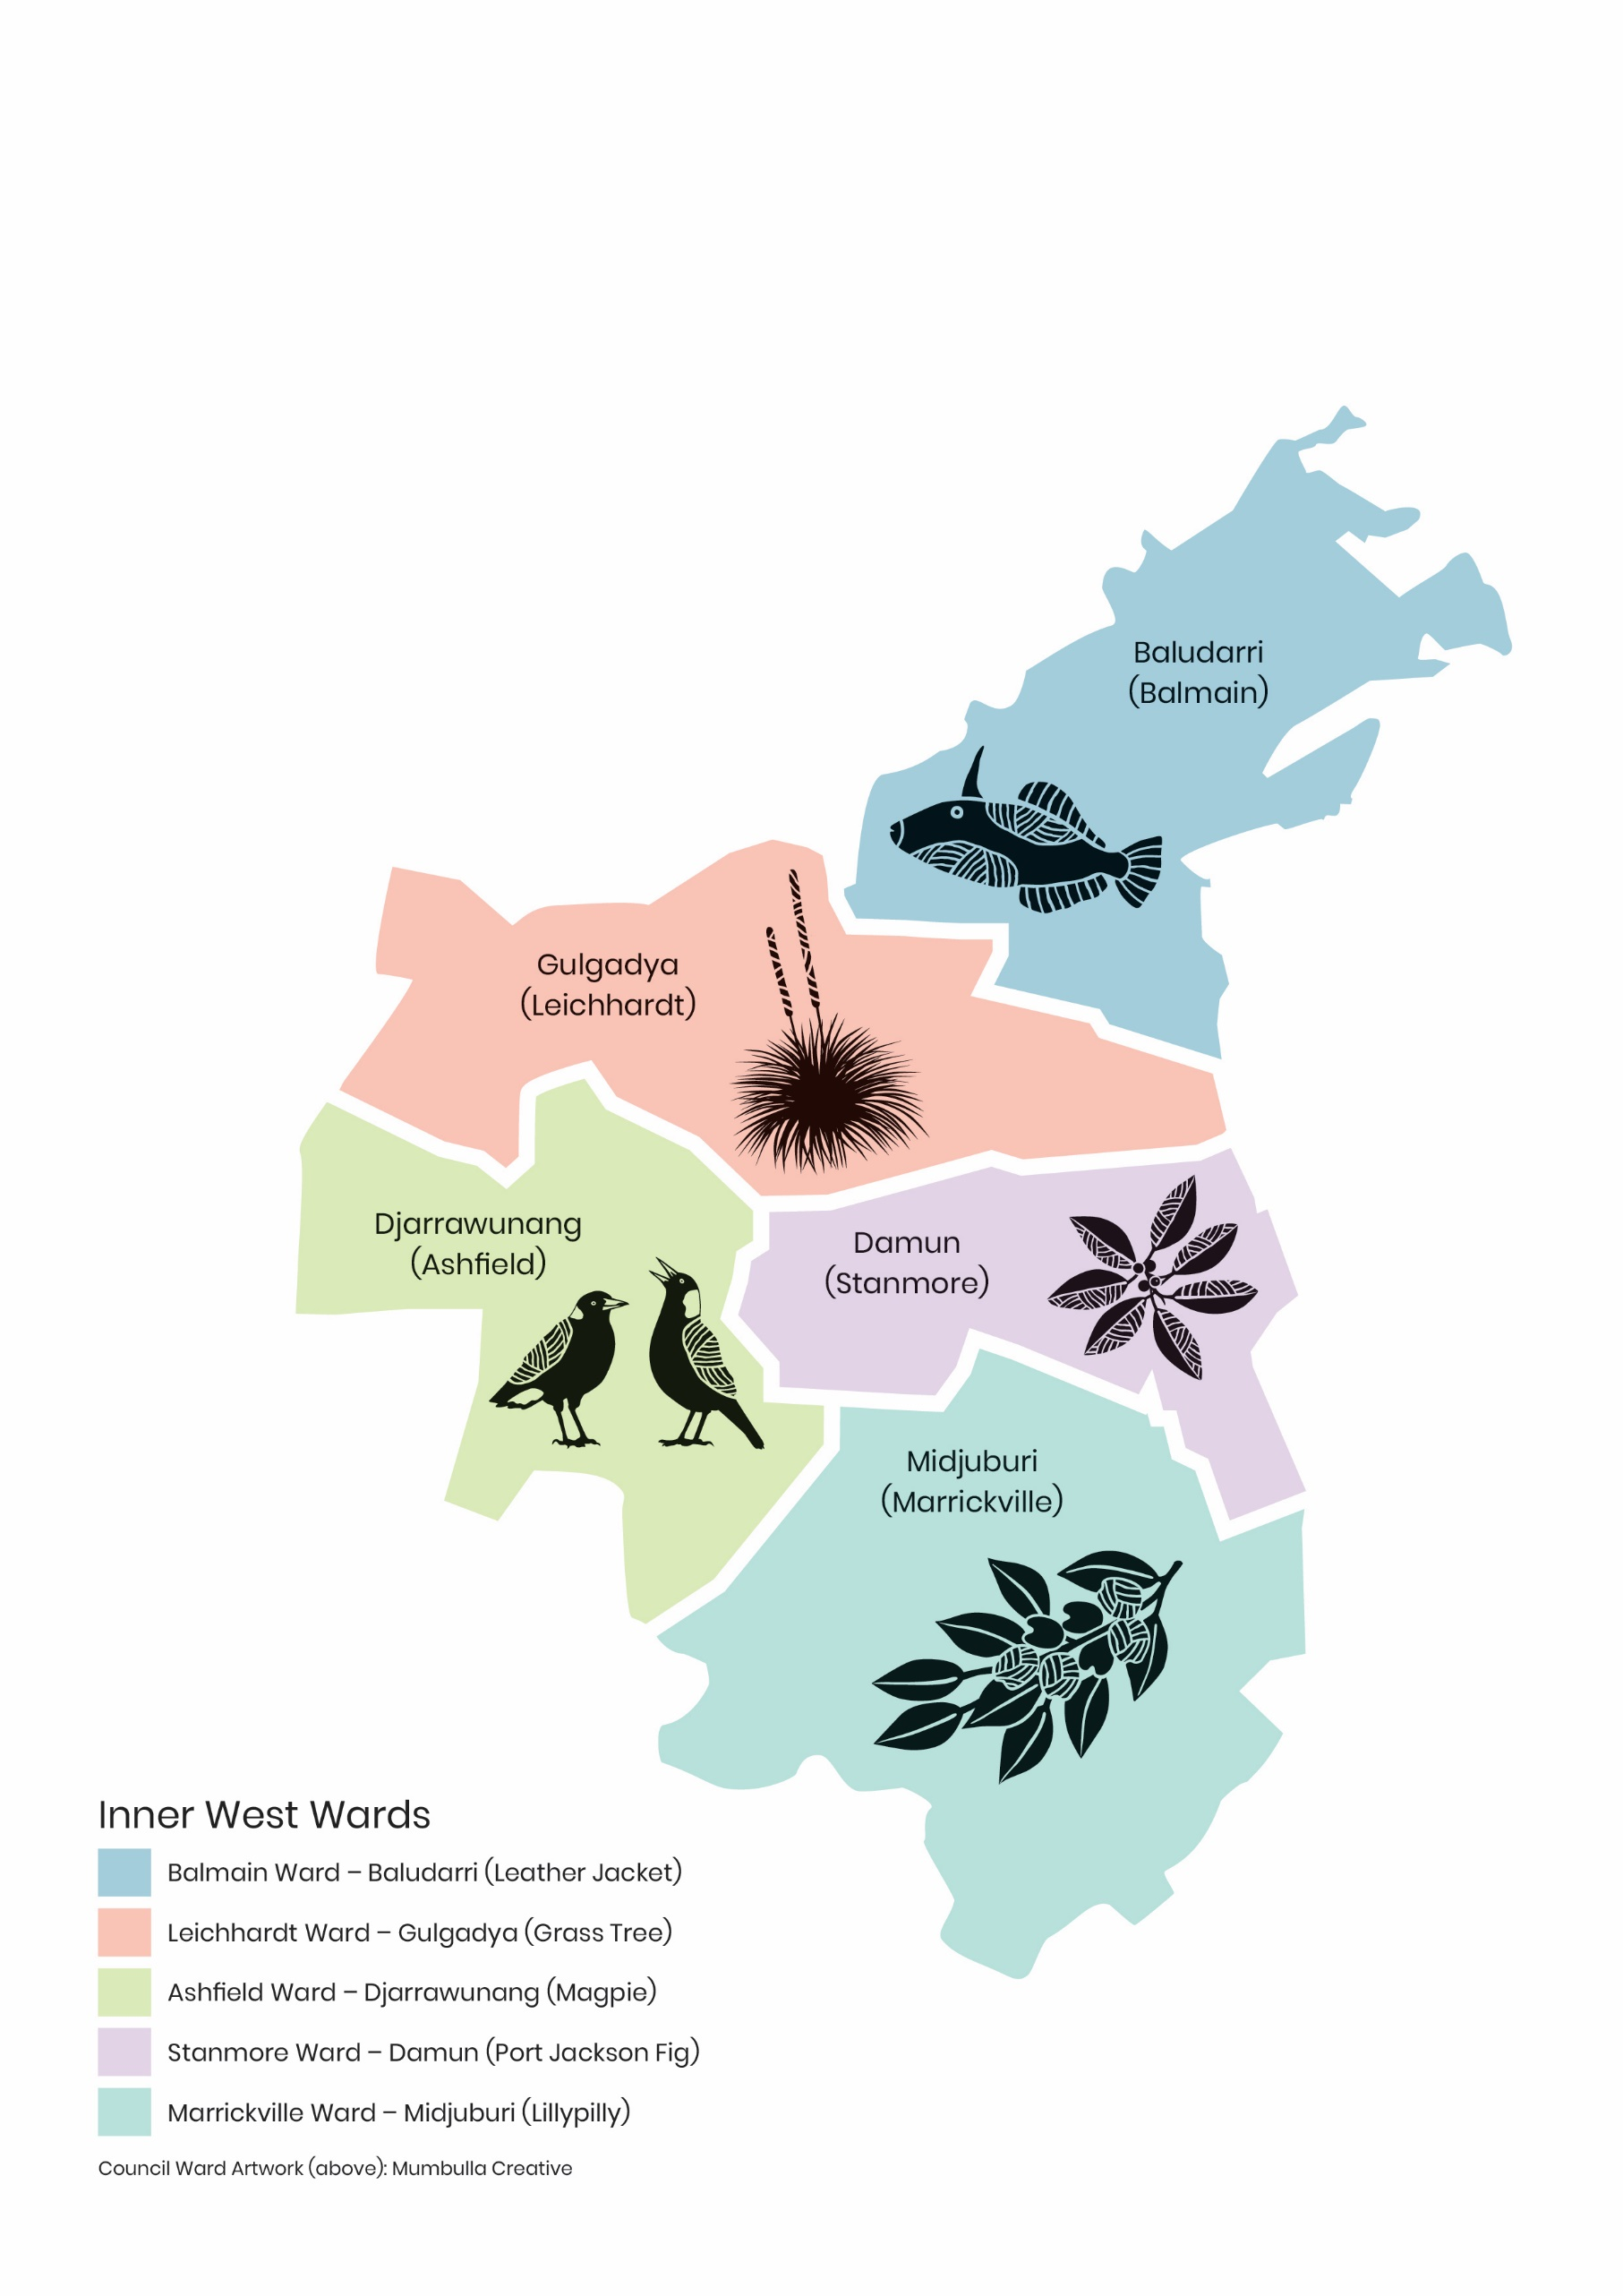 Baludarri
(Balmain)
Gulgadya
(Leichhardt)
Djarrawunang
(Ashfield)
Damun
(Stanmore)
Midjuburi
(Marrickville)
Inner West Wards
Balmain Ward – Baludarri (Leather Jacket)
Leichhardt Ward – Gulgadya (Grass Tree)
Ashfield Ward – Djarrawunang (Magpie)
Stanmore Ward – Damun (Port Jackson Fig)
Marrickville Ward – Midjuburi (Lillypilly)
Council Ward Artwork (above): Mumbulla Creative